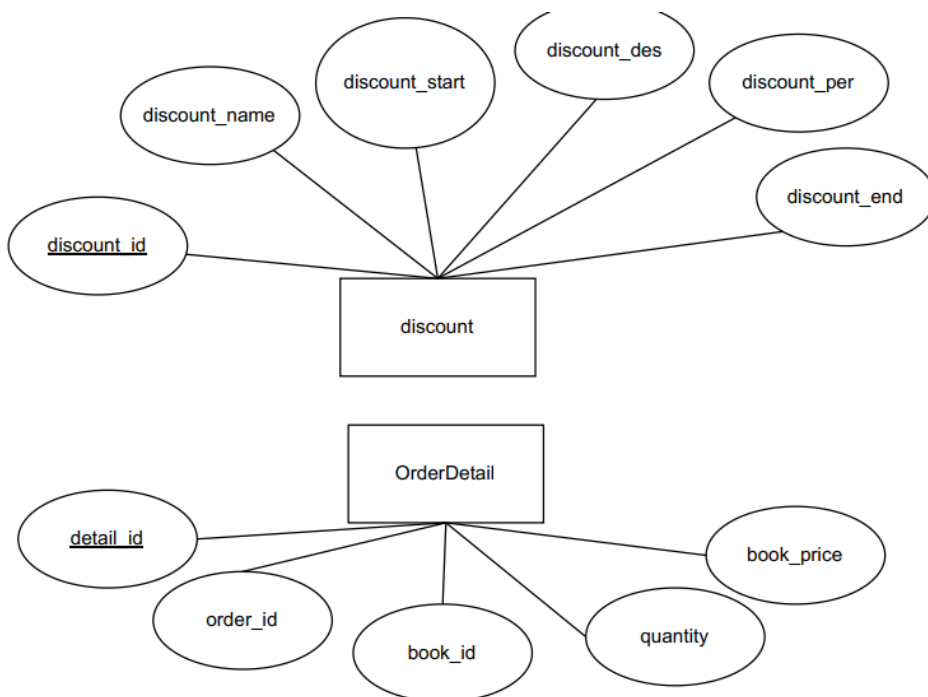 discount_des
discount_start
discount_per
discount_name
discount_end
discount_id
discount
OrderDetail
detail_id
book_price
order_id
quantity
book_id